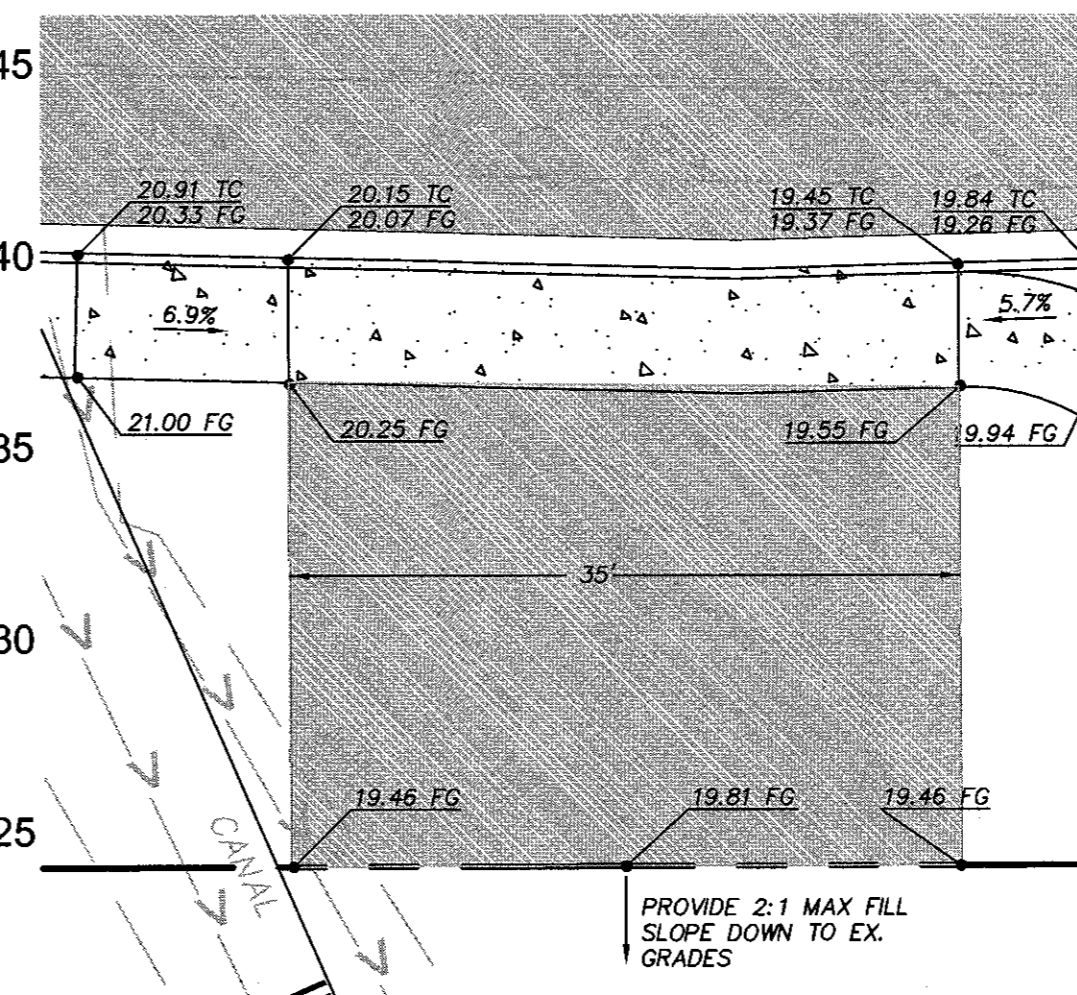 45
20.91 TC
20.33 FG
20.15 TC
20.07 FG
19.45 TC
19.37 FG
19.84 TC
19.26 FG
40
6.9%
5.7%
21.00 FG
20.25 FG
19.55 FG
19.94 FG
35
35'
30
19.46 FG
19.81 FG
19.46 FG
25
CANAL
PROVIDE 2:1 MAX FILL
SLOPE DOWN TO EX.
GRADES